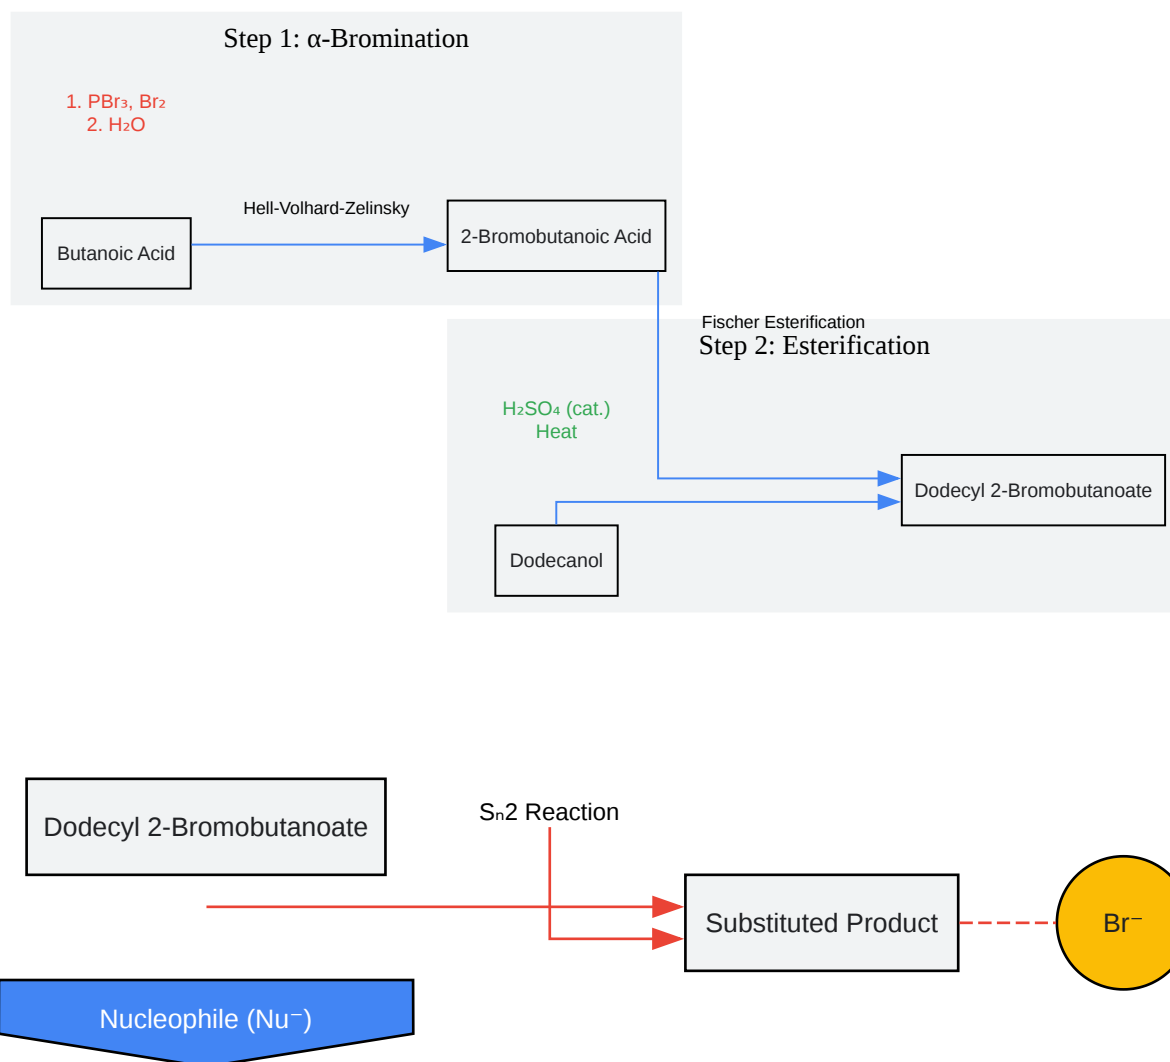 Step 1: α-Bromination
1. PBr₃, Br₂
2. H₂O
Hell-Volhard-Zelinsky
Butanoic Acid
2-Bromobutanoic Acid
Fischer Esterification
Step 2: Esterification
H₂SO₄ (cat.)
Heat
Dodecyl 2-Bromobutanoate
Dodecanol
Dodecyl 2-Bromobutanoate
Sₙ2 Reaction
Substituted Product
Br⁻
Nucleophile (Nu⁻)